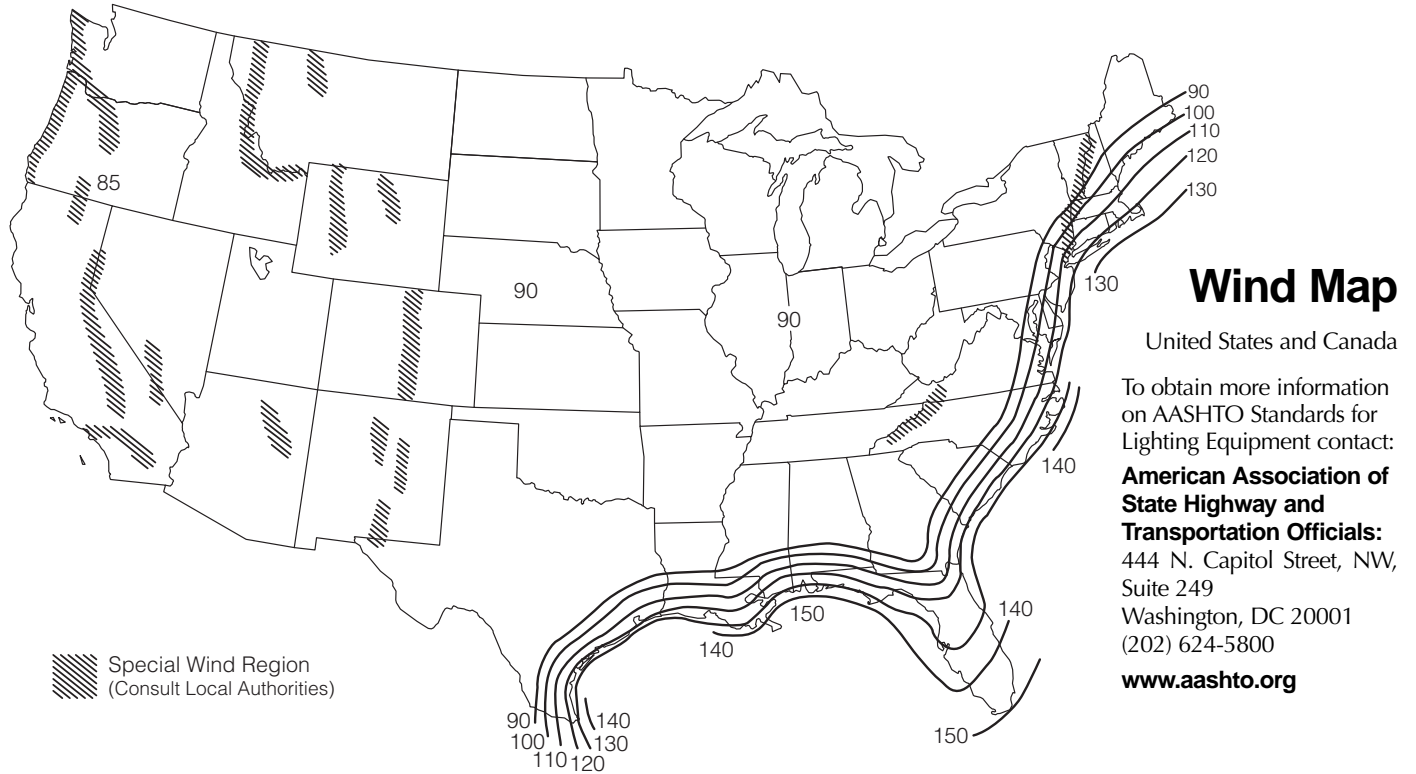 90
100
110
120
130
85
130
90
90
Wind Map
United States and Canada
To obtain more information
on AASHTO Standards for
Lighting Equipment contact:
American Association of
State Highway and
Transportation Officials:
444 N. Capitol Street, NW,
Suite 249
Washington, DC 20001
(202) 624-5800
www.aashto.org
140
150
140
140
Special Wind Region
(Consult Local Authorities)
90
100
110
120
130
140
150